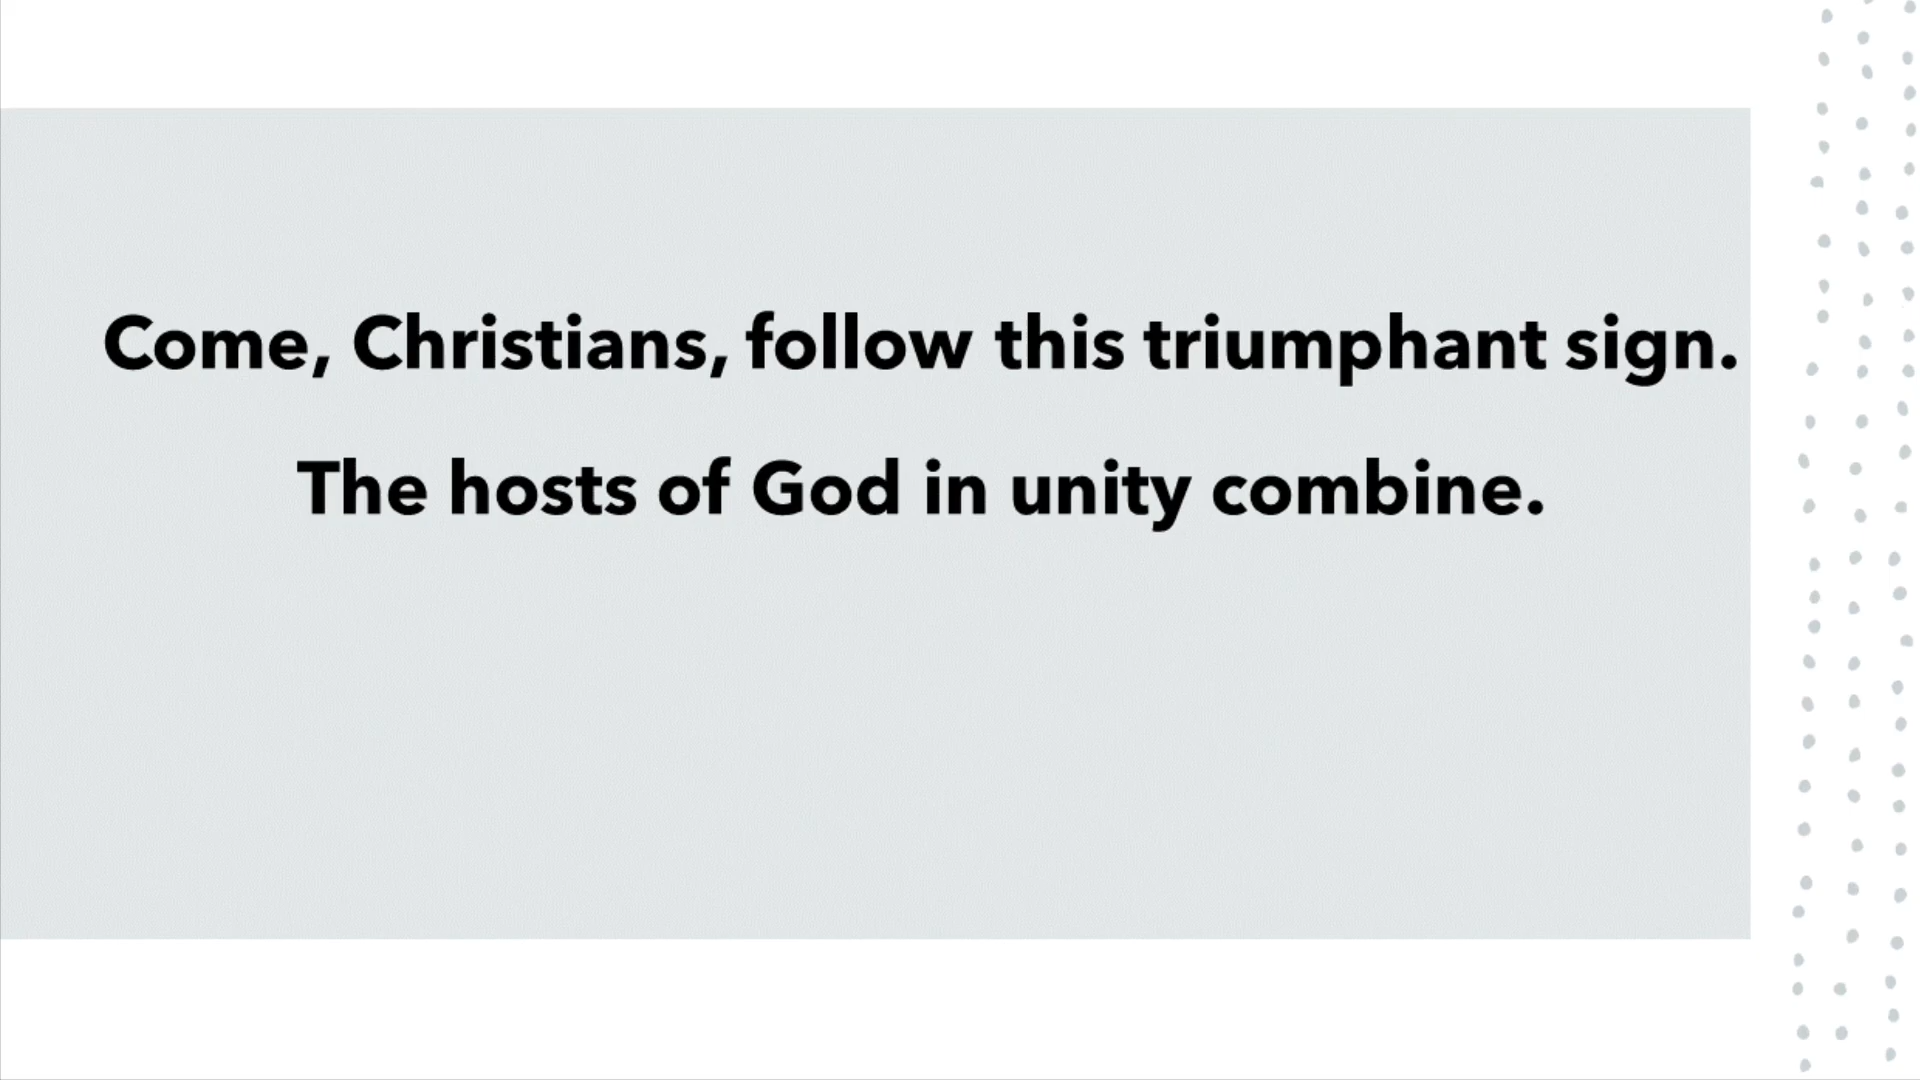 Come, Christians, follow this triumphant sign.
The hosts of God in unity combine.